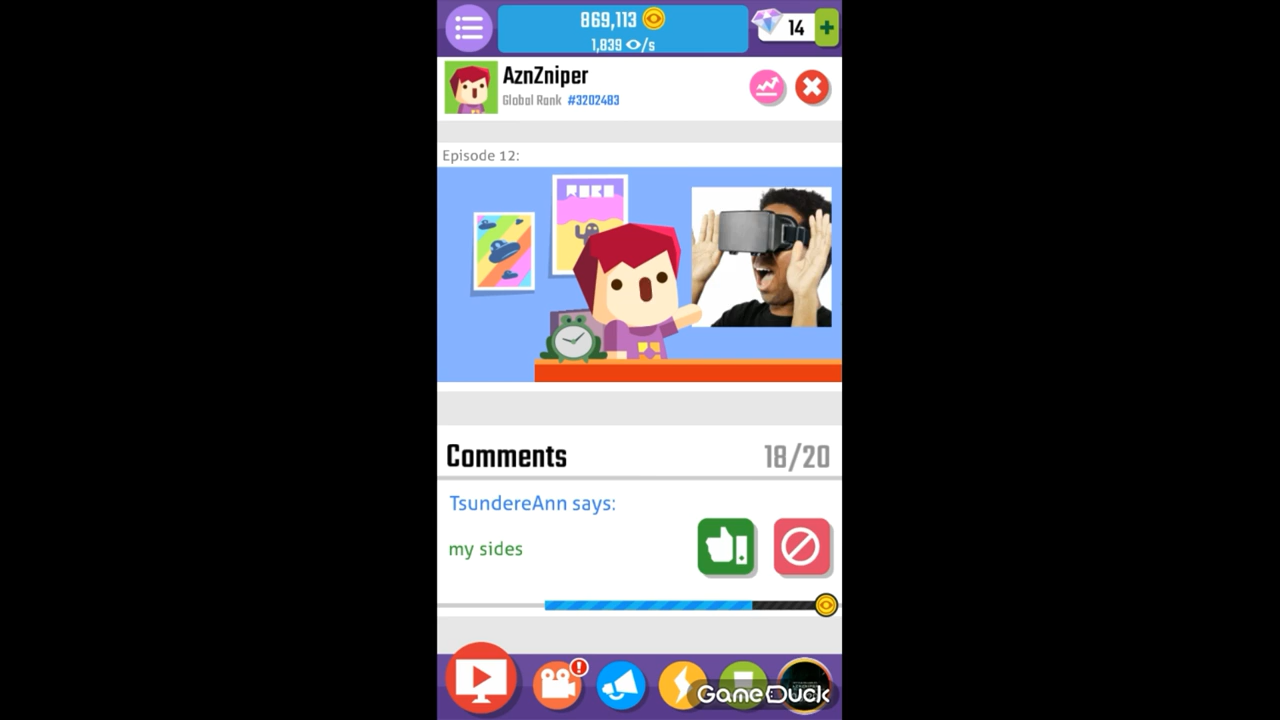 869,113
1,839 /s
14
AznZniper
Global Rank #3202483
Episode 12:
Comments
18/20
TsundereAnn says:
my sides
GameDuck